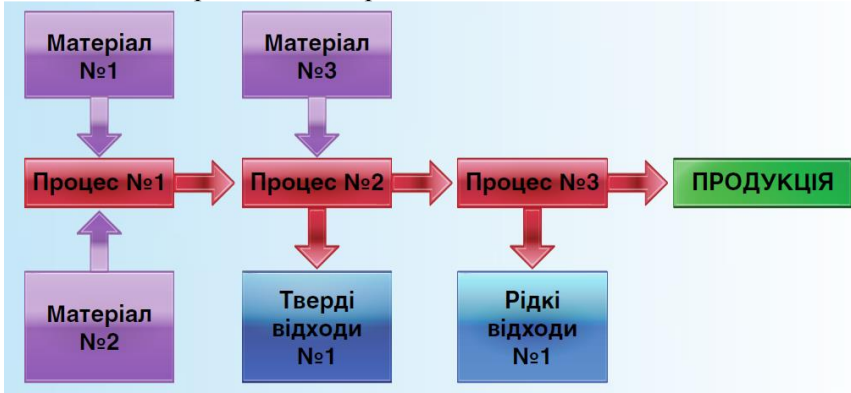 Матеріал
№1
Матеріал
№3
Процес №1
Процес №2
Процес №3
ПРОДУКЦІЯ
Матеріал
№2
Тверді
відходи
№1
Рідкі
відходи
№1